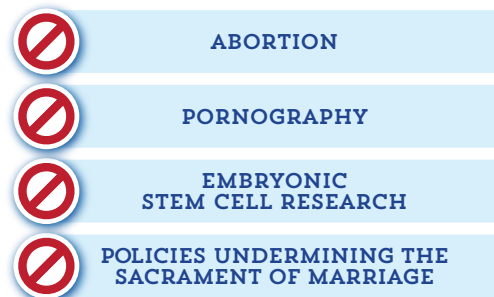 ABORTION
PORNOGRAPHY
EMBRYONIC
STEM CELL RESEARCH
POLICIES UNDERMINING THE
SACRAMENT OF MARRIAGE